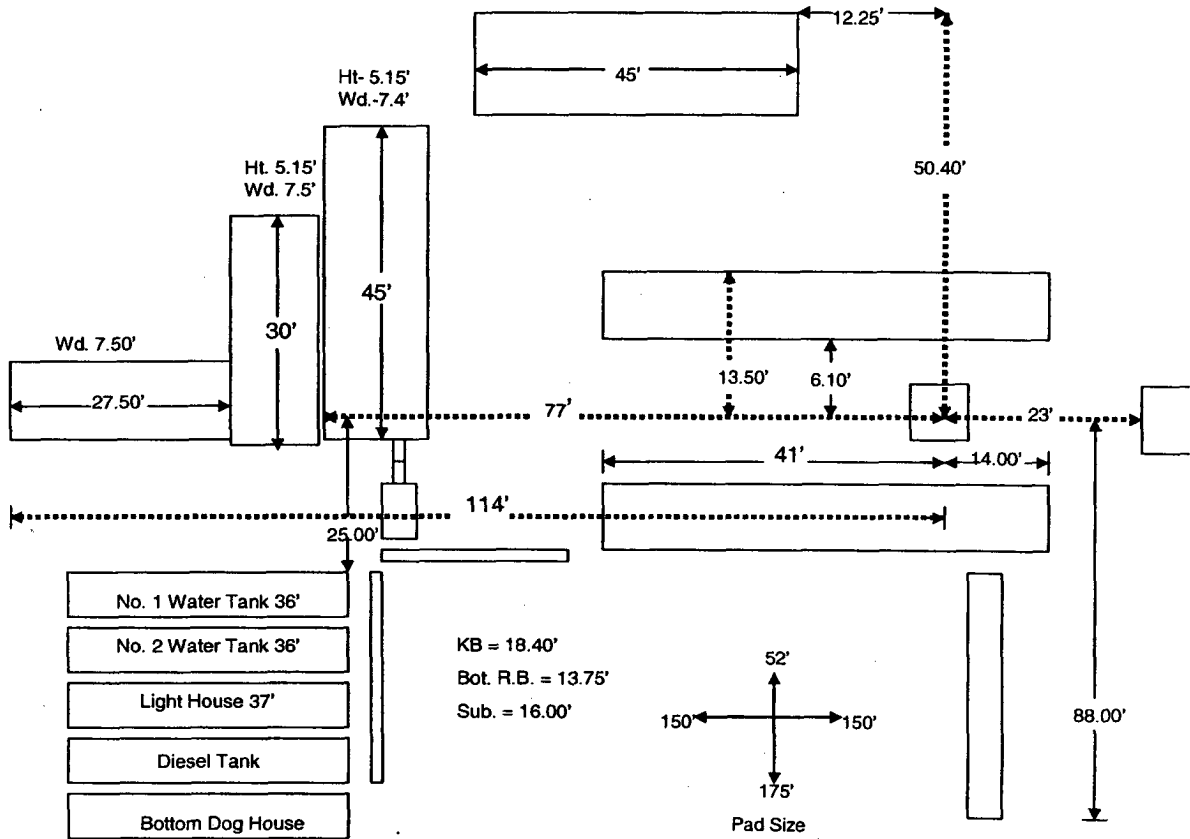 12.25'
45'
Ht- 5.15'
Wd.-7.4'
50.40'
Ht. 5.15'
Wd. 7.5'
45'
30'
Wd. 7.50'
13.50'
6.10'
27.50'
77'
23'
41'
14.00'
114'
25.00'
No. 1 Water Tank 36'
No. 2 Water Tank 36'
KB = 18.40'
52'
Bot. R.B. = 13.75'
Light House 37'
Sub. = 16.00'
150'
150'
88.00'
Diesel Tank
175'
Bottom Dog House
Pad Size